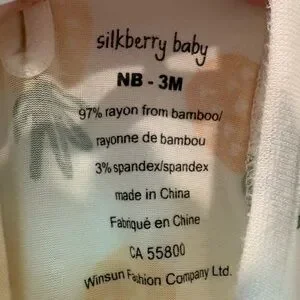 silkberry baby
NB - 3M
97% rayon from bamboo/
rayonne de bambou
3% spandex/spandex
made in China
Fabriqué en Chine
CA 55800
Winsun Fashion Company Ltd.